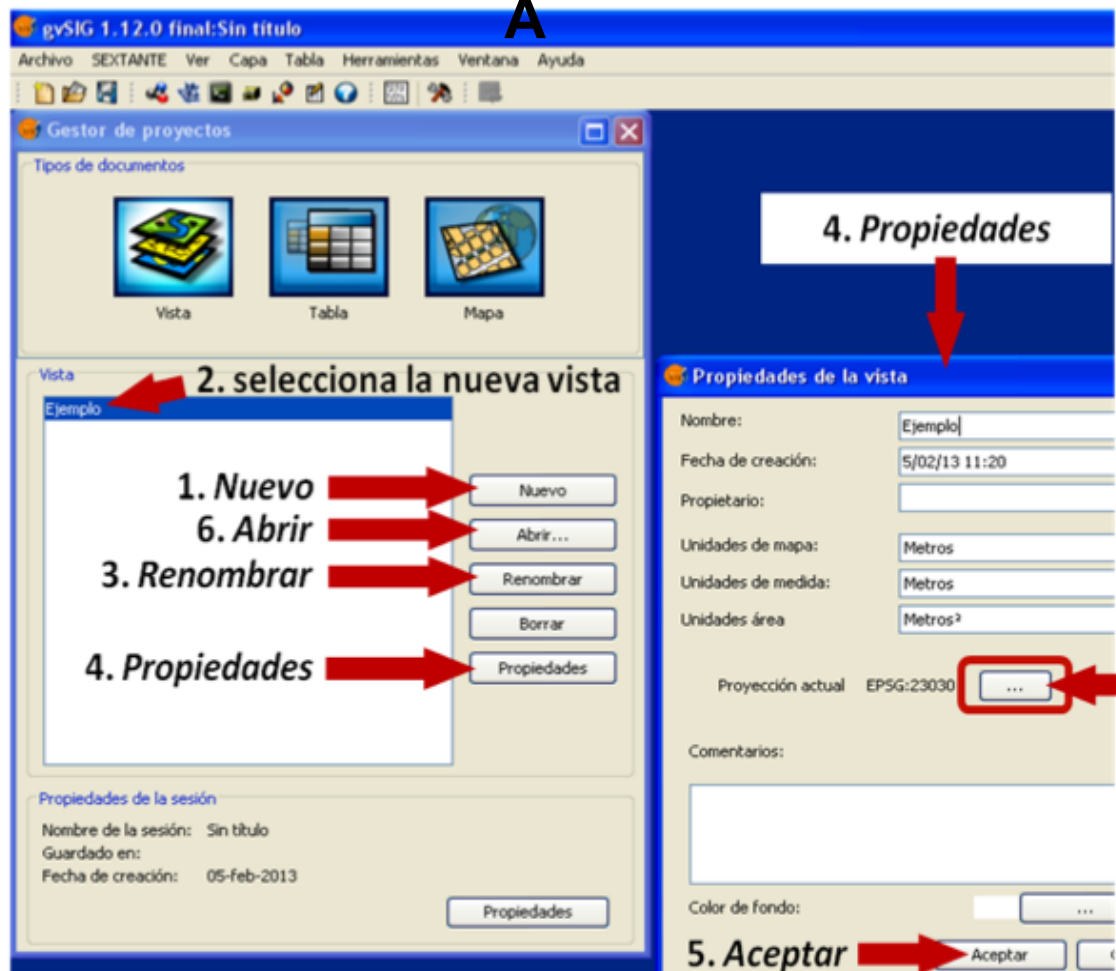 A
gvSIG 1.12.0 final:Sin título
Archivo SEXTANTE Ver Capa Tabla Herramientas Ventana Ayuda
Gestor de proyectos
Tipos de documentos
Vista Tabla Mapa
4. Propiedades
Vista
2. selecciona la nueva vista
Ejemplo
1. Nuevo Nuevo
6. Abrir Abrir...
3. Renombrar Renombrar
Borrar
4. Propiedades Propiedades
Propiedades de la sesión
Nombre de la sesión: Sin título
Guardado en:
Fecha de creación: 05-feb-2013
Propiedades
Propiedades de la vista
Nombre: Ejemplo
Fecha de creación: 5/02/13 11:20
Propietario:
Unidades de mapa: Metros
Unidades de medida: Metros
Unidades área Metros²
Proyección actual EPSG:23030 ...
Comentarios:
Color de fondo: ...
5. Aceptar Aceptar